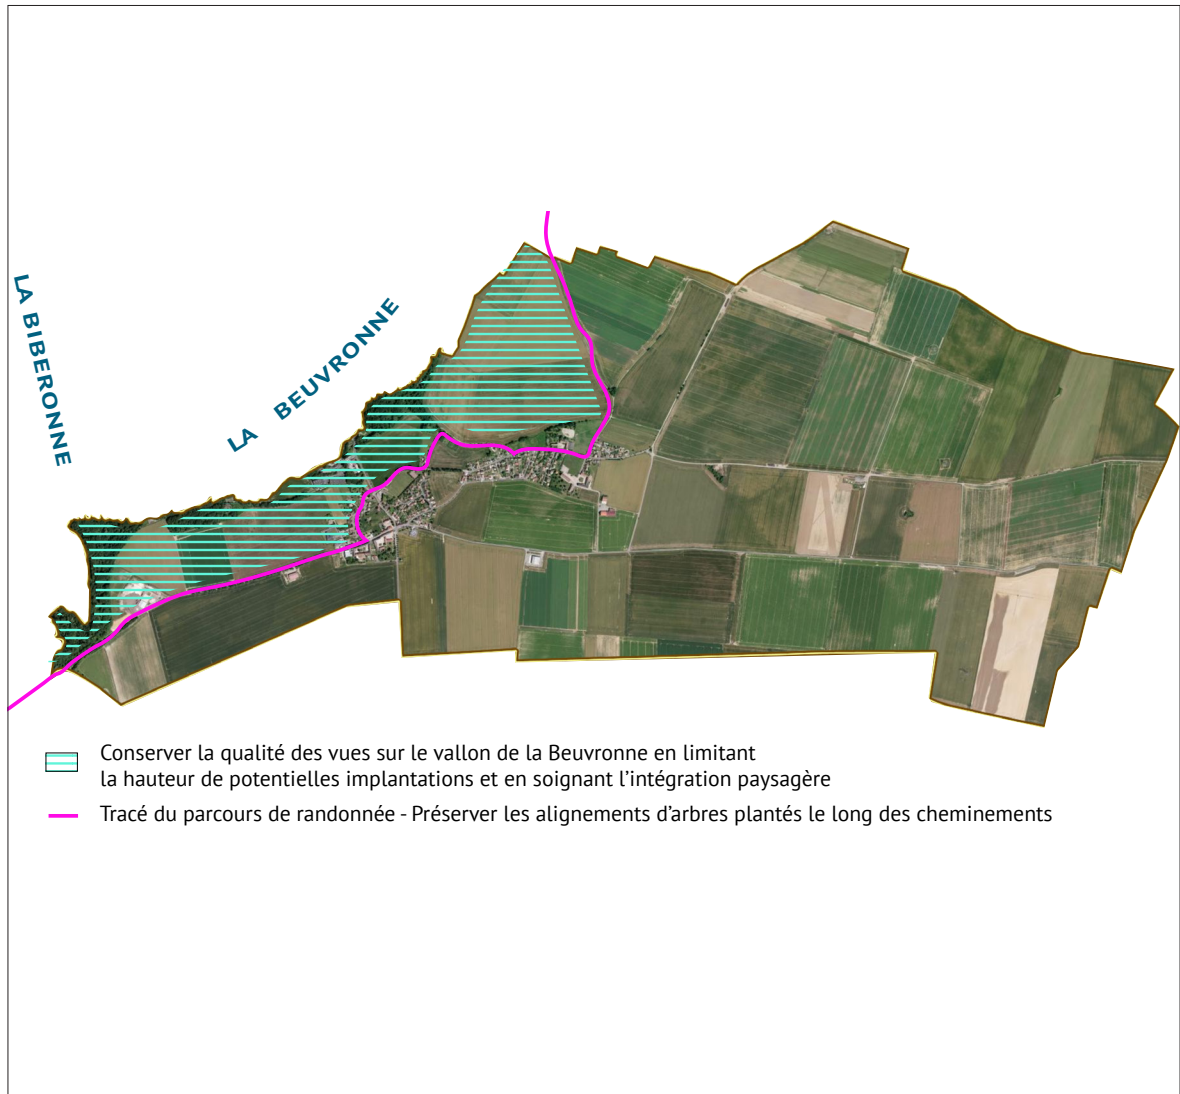 LA BIBERONNE
LA BEUVRONNE
Conserver la qualité des vues sur le vallon de la Beuvronne en limitant
la hauteur de potentielles implantations et en soignant l’intégration paysagère
Tracé du parcours de randonnée - Préserver les alignements d’arbres plantés le long des cheminements